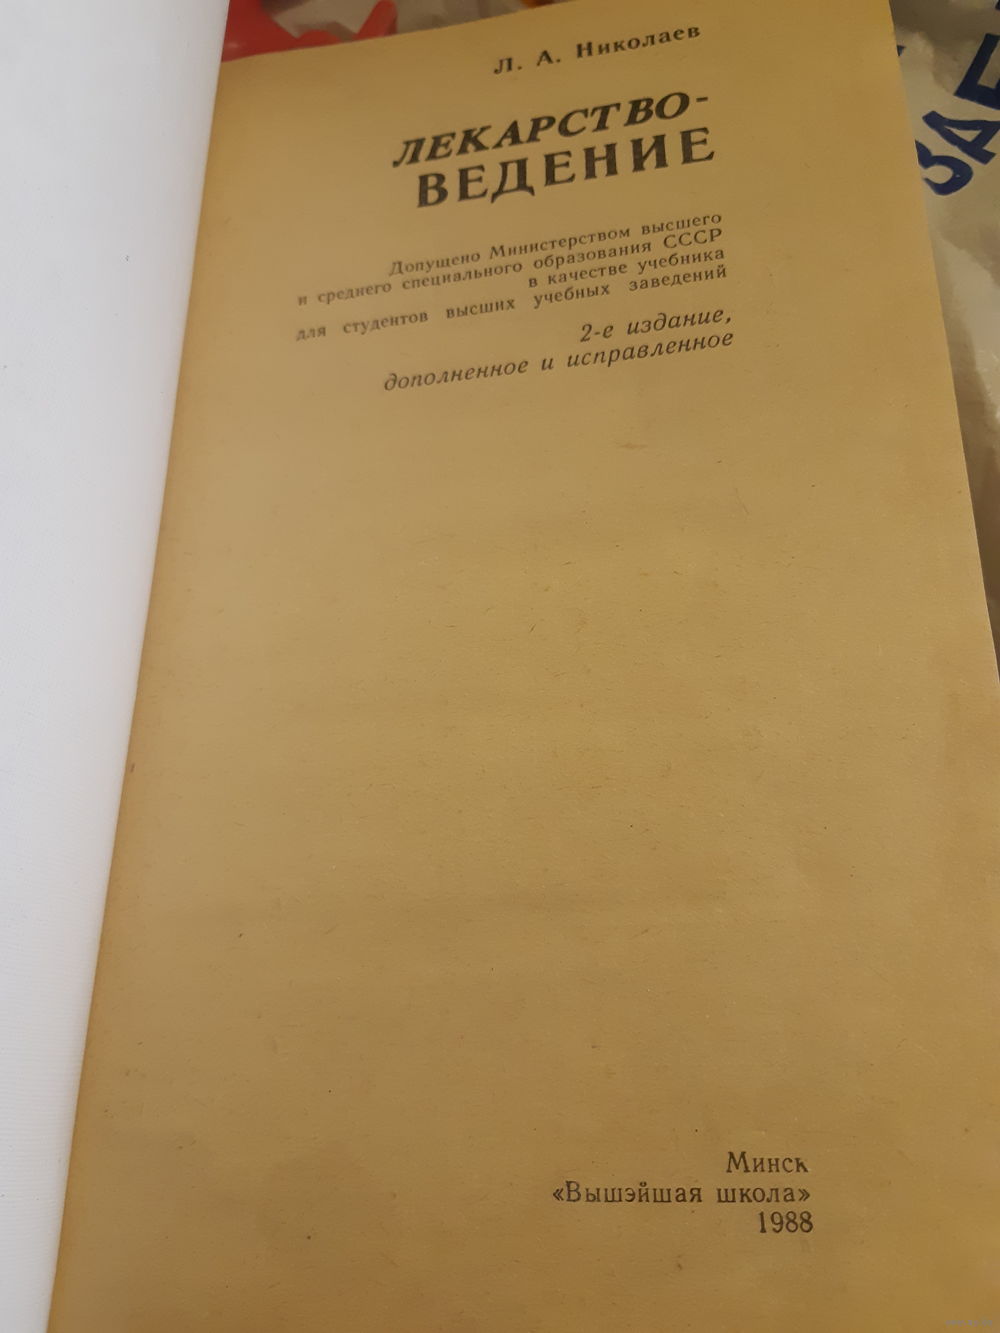 Л. А. Николаев
ЛЕКАРСТВО-
ВЕДЕНИЕ
Допущено Министерством высшего
и среднего специального образования СССР
в качестве учебника
для студентов высших учебных заведений
2-е издание,
дополненное и исправленное
Минск
«Вышэйшая школа»
1988